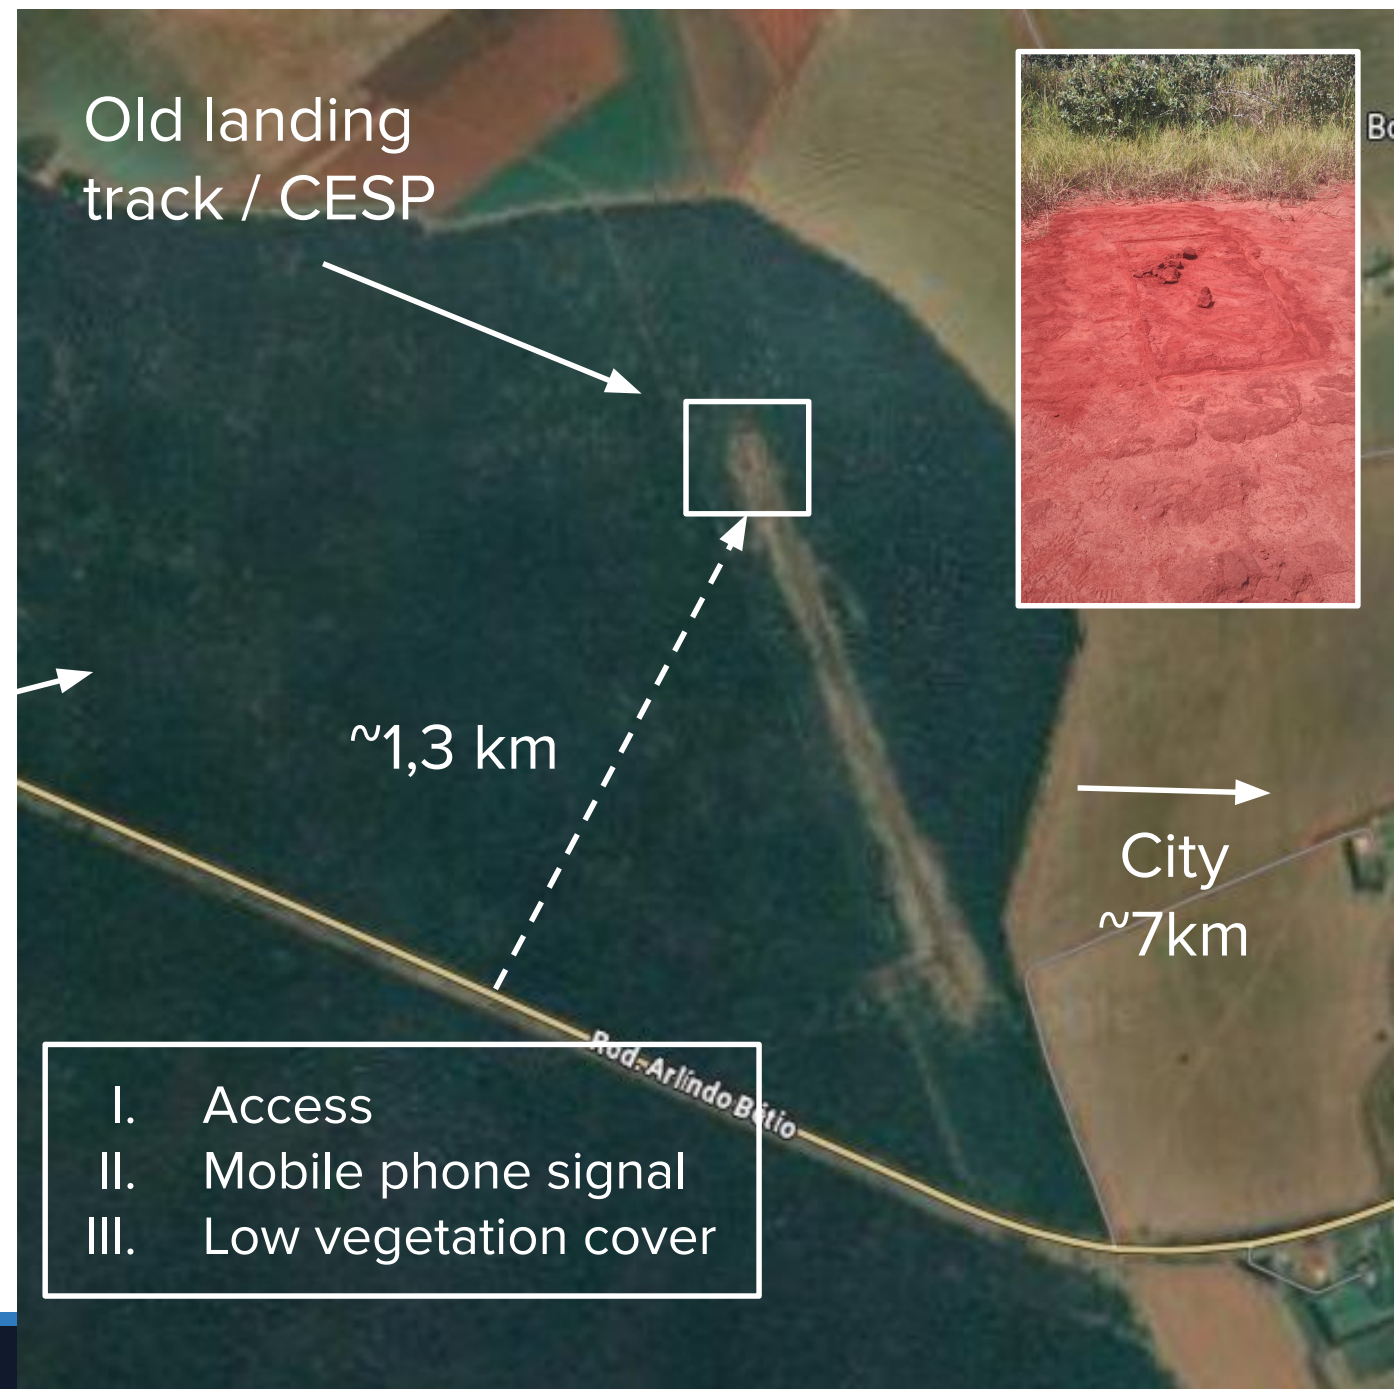 Old landing
track / CESP
~1,3 km
City
~7km
Rod. Arlindo Bétio
I. Access
II. Mobile phone signal
III. Low vegetation cover